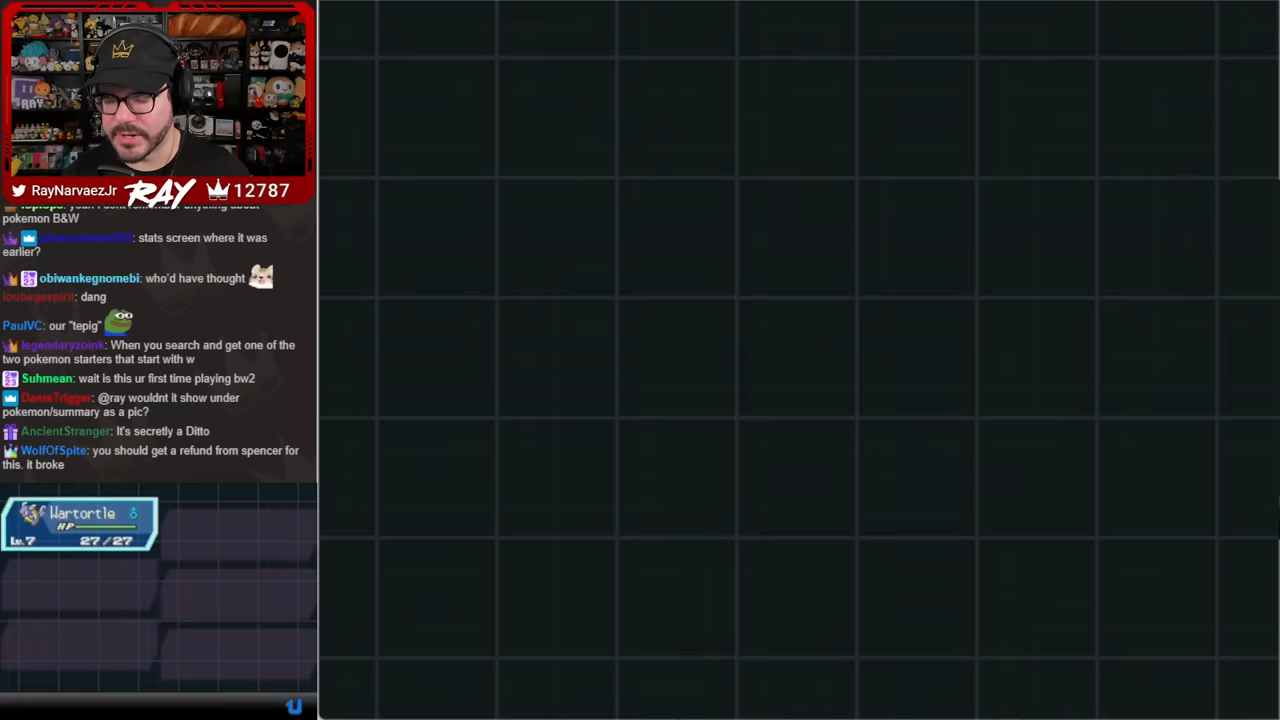 RayNarvaezJr RAY 12787
pokemon B&W
stats screen where it was
earlier?
obiwankegnomebi: who'd have thought
loubegaspirit: dang
PaulVC: our "tepig"
legendaryzoink: When you search and get one of the
two pokemon starters that start with w
Suhmean: wait is this ur first time playing bw2
DanteTrigger: @ray wouldnt it show under
pokemon/summary as a pic?
AncientStranger: It's secretly a Ditto
WolfOfSpite: you should get a refund from spencer for
this. it broke
Wartortle ♂
HP
Lv.7 27/27